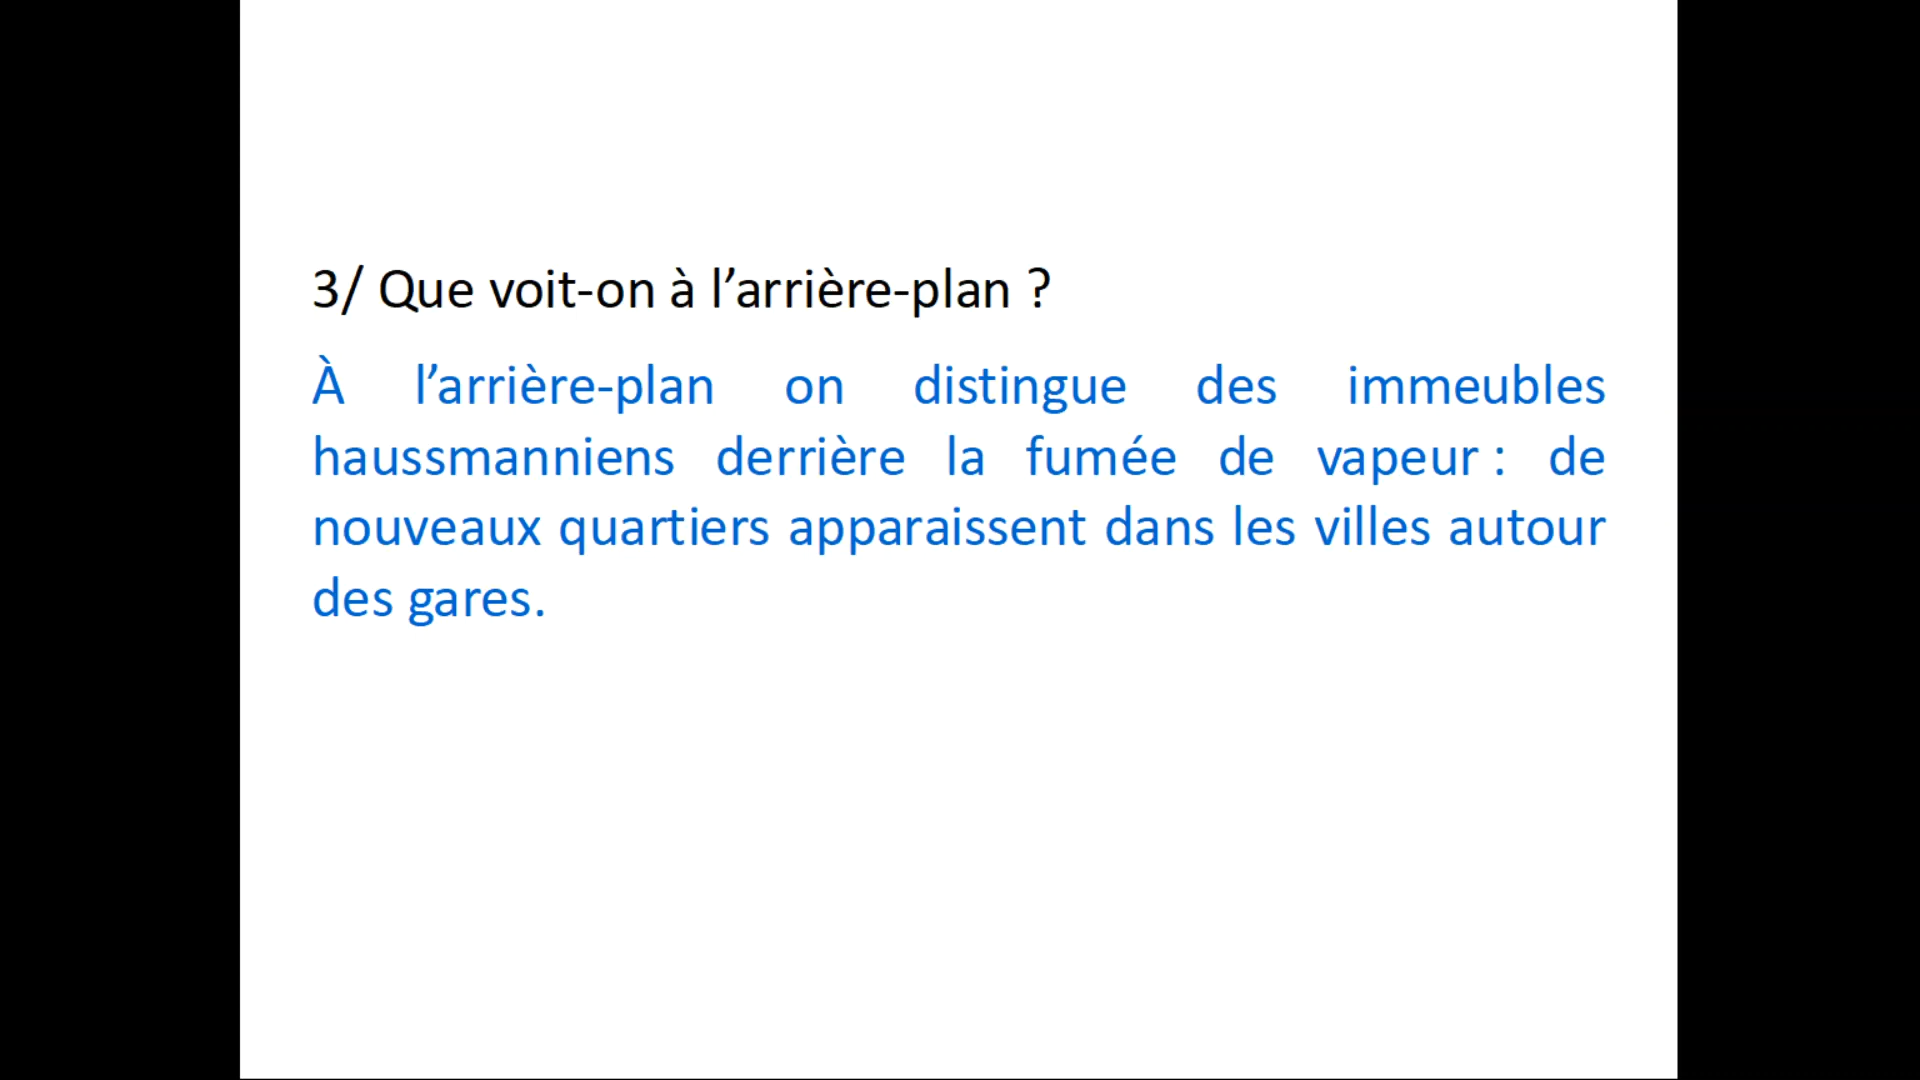 3/ Que voit-on à l’arrière-plan ?
À l’arrière-plan on distingue des immeubles
haussmanniens derrière la fumée de vapeur : de
nouveaux quartiers apparaissent dans les villes autour
des gares.